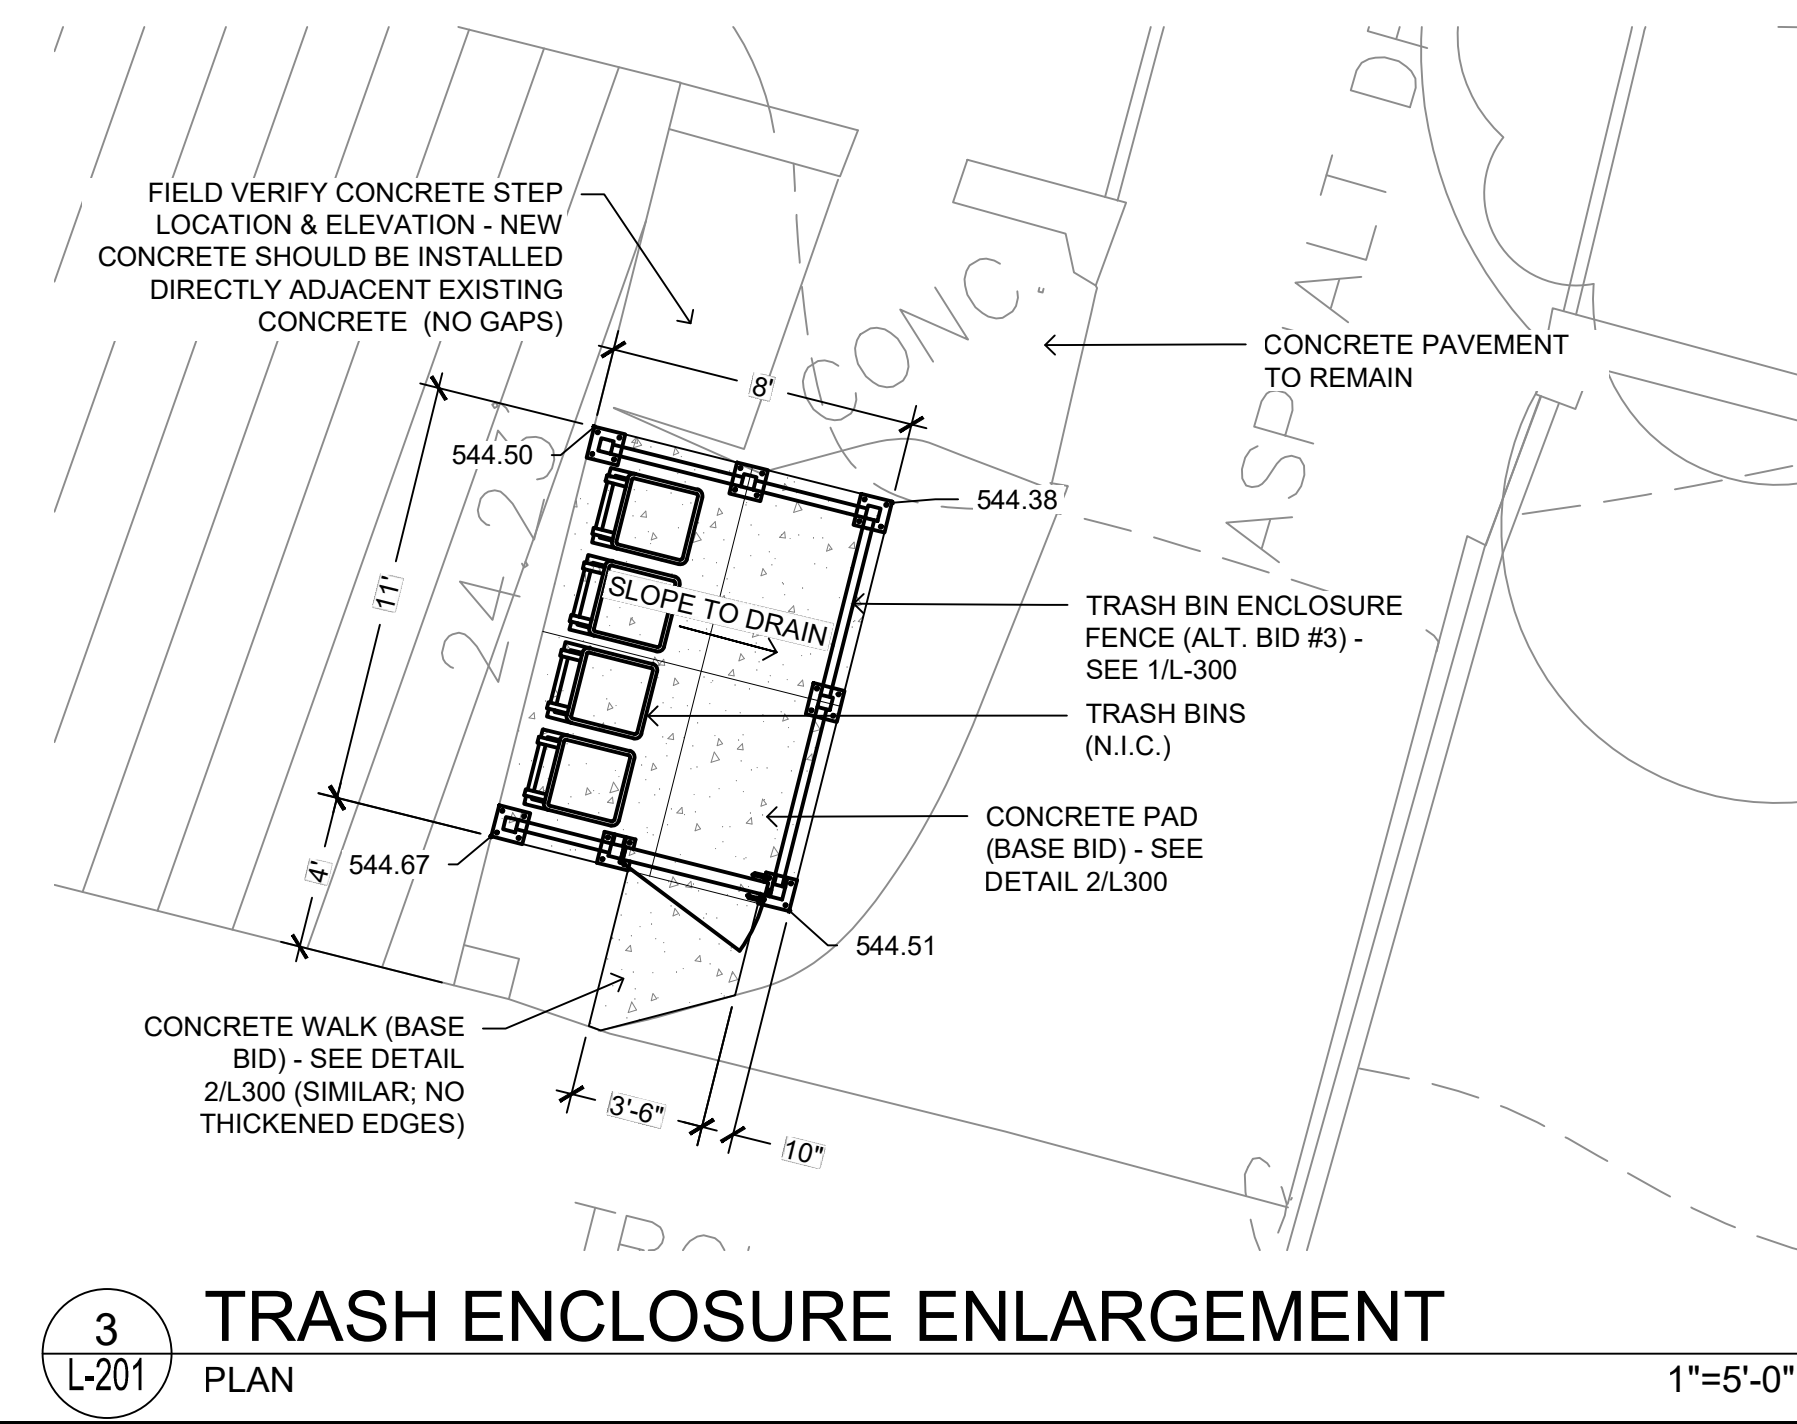 ASPHALT DE
FIELD VERIFY CONCRETE STEP
LOCATION & ELEVATION - NEW
CONCRETE SHOULD BE INSTALLED
DIRECTLY ADJACENT EXISTING
CONCRETE (NO GAPS)
CONC.
CONCRETE PAVEMENT
TO REMAIN
8'
544.50
24.23'
544.38
11'
SLOPE TO DRAIN
TRASH BIN ENCLOSURE
FENCE (ALT. BID #3) -
SEE 1/L-300
TRASH BINS
(N.I.C.)
CONCRETE PAD
(BASE BID) - SEE
DETAIL 2/L300
4'
544.67
544.51
CONCRETE WALK (BASE
BID) - SEE DETAIL
2/L300 (SIMILAR; NO
THICKENED EDGES)
3'-6"
10"
3
L-201
TRASH ENCLOSURE ENLARGEMENT
PLAN
1"=5'-0"